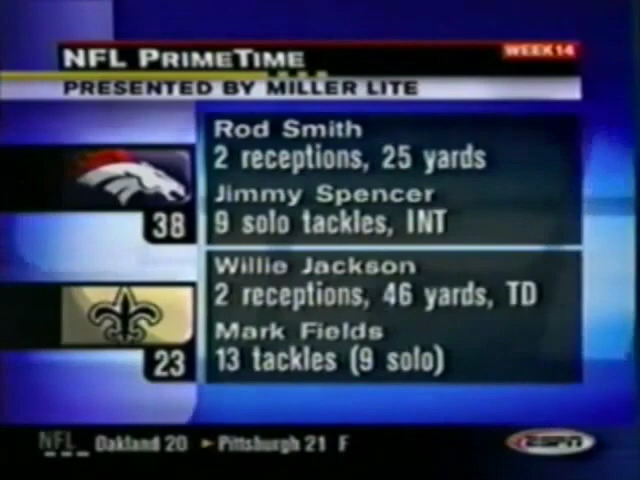 NFL PRIMETIME
WEEK14
PRESENTED BY MILLER LITE
Rod Smith
2 receptions, 25 yards
Jimmy Spencer
38
9 solo tackles, INT
Willie Jackson
2 receptions, 46 yards, TD
Mark Fields
23
13 tackles (9 solo)
NFL Oakland 20 ► Pittsburgh 21 F
ESPN